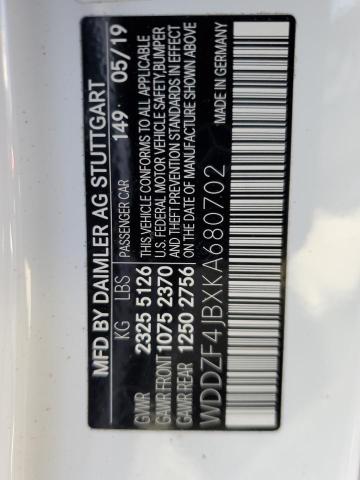 MFD BY DAIMLER AG STUTTGART
KG LBS PASSENGER CAR 149 05/19
GVWR 2325 5126 THIS VEHICLE CONFORMS TO ALL APPLICABLE
GAWR FRONT 1075 2370 U.S. FEDERAL MOTOR VEHICLE SAFETY,BUMPER
GAWR REAR 1250 2756 AND THEFT PREVENTION STANDARDS IN EFFECT
ON THE DATE OF MANUFACTURE SHOWN ABOVE
WDDZF4JBXKA680702 MADE IN GERMANY